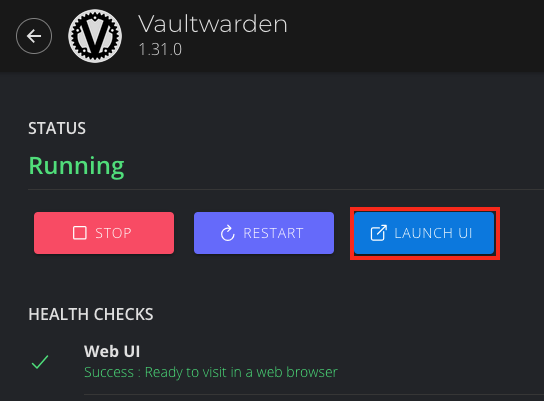 Vaultwarden
1.31.0
STATUS
Running
STOP
RESTART
LAUNCH UI
HEALTH CHECKS
Web UI
Success : Ready to visit in a web browser